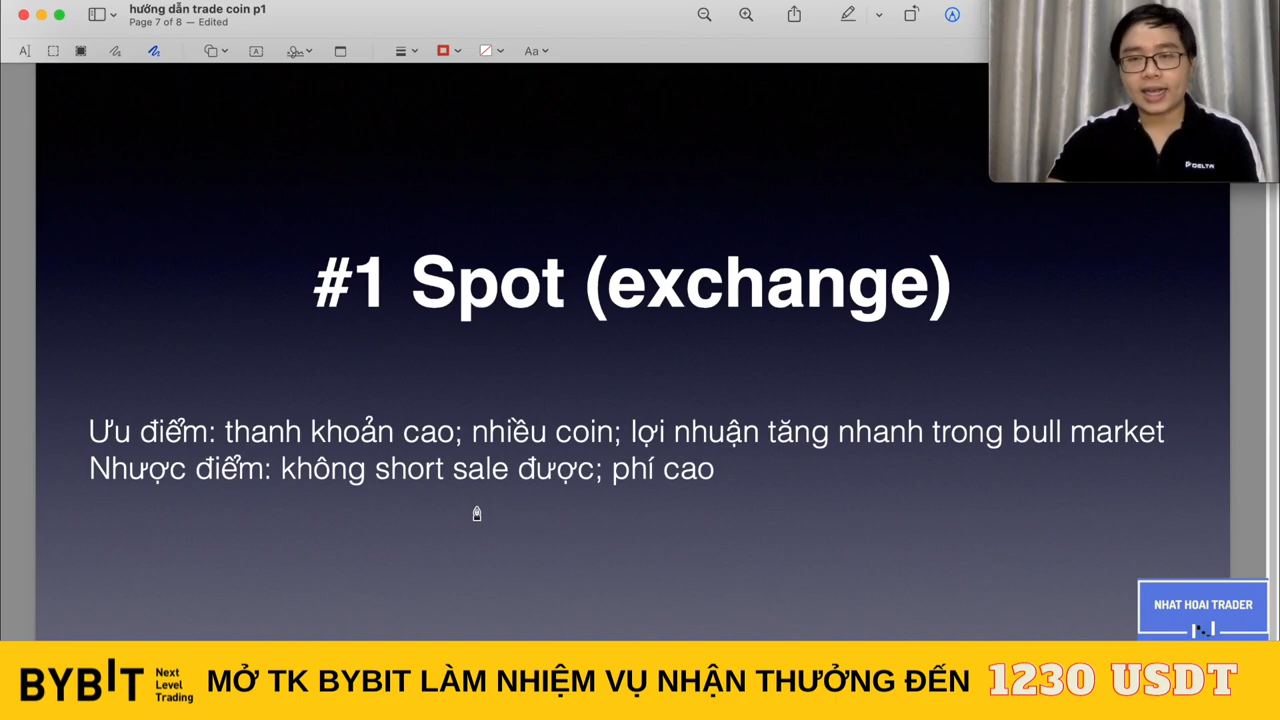 hướng dẫn trade coin p1
Page 7 of 8 — Edited
Aa
DELTA
#1 Spot (exchange)
Ưu điểm: thanh khoản cao; nhiều coin; lợi nhuận tăng nhanh trong bull market
Nhược điểm: không short sale được; phí cao
NHAT HOAI TRADER
BYBIT Next Level Trading
MỞ TK BYBIT LÀM NHIỆM VỤ NHẬN THƯỞNG ĐẾN 1230 USDT